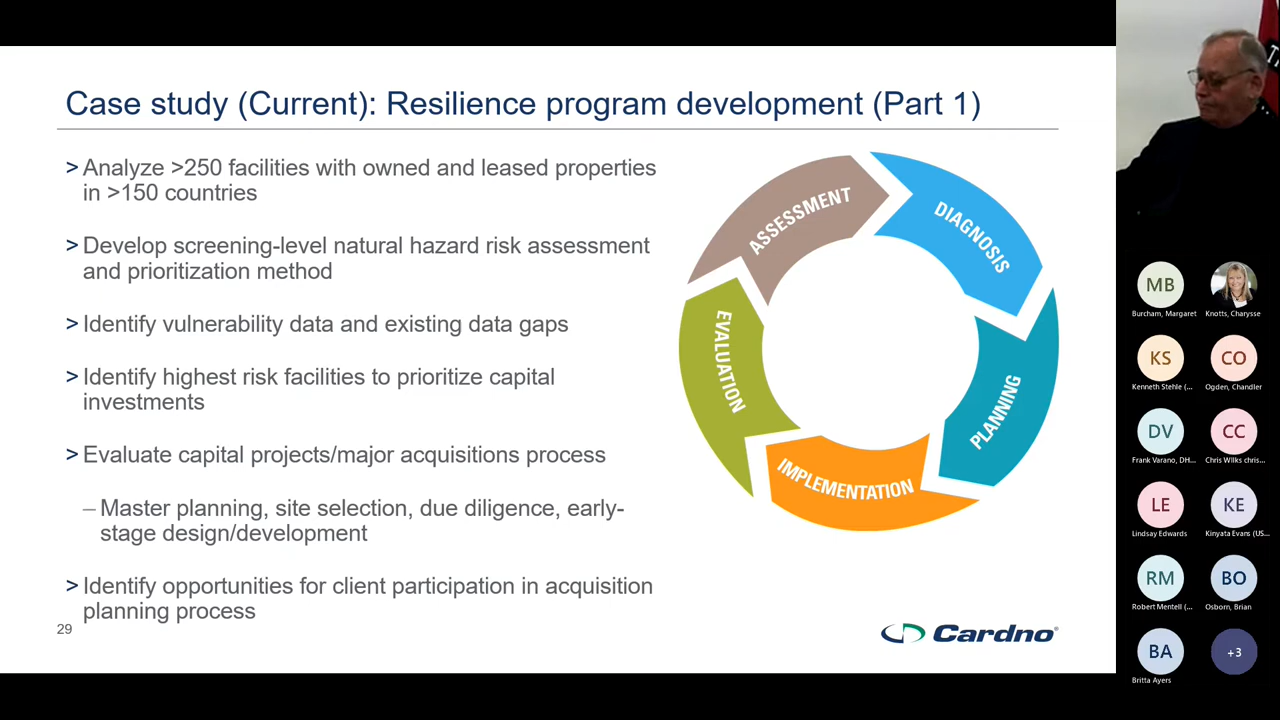 Case study (Current): Resilience program development (Part 1)
> Analyze >250 facilities with owned and leased properties
in >150 countries
> Develop screening-level natural hazard risk assessment
and prioritization method
> Identify vulnerability data and existing data gaps
> Identify highest risk facilities to prioritize capital
investments
> Evaluate capital projects/major acquisitions process
– Master planning, site selection, due diligence, early-
stage design/development
> Identify opportunities for client participation in acquisition
planning process
29
ASSESSMENT
DIAGNOSIS
PLANNING
IMPLEMENTATION
EVALUATION
Cardno®
MB
Burcham, Margaret
Knotts, Charysse
KS
CO
Kenneth Stehle (...
Ogden, Chandler
DV
CC
Frank Varano, DH...
Chris Wilks chris...
LE
KE
Lindsay Edwards
Kinyata Evans (US...
RM
BO
Robert Mentell (...
Osborn, Brian
BA
+3
Britta Ayers